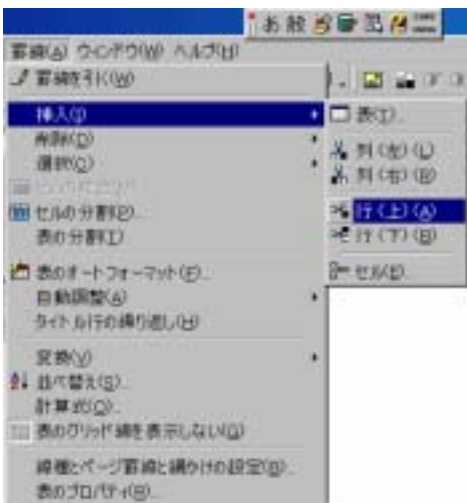 あ 般
罫線(A) ウィンドウ(W) ヘルプ(H)
罫線を引く(W)
挿入(I)
削除(D)
選択(C)
セルの分割(P)...
表の分割(T)
表のオートフォーマット(F)...
自動調整(A)
タイトル行の繰り返し(H)
変換(V)
並べ替え(S)...
計算式(O)...
表のグリッド線を表示しない(G)
線種とページ罫線と網かけの設定(B)...
表のプロパティ(R)...
表(T)...
列(左)(L)
列(右)(R)
行(上)(A)
行(下)(B)
セル(E)...